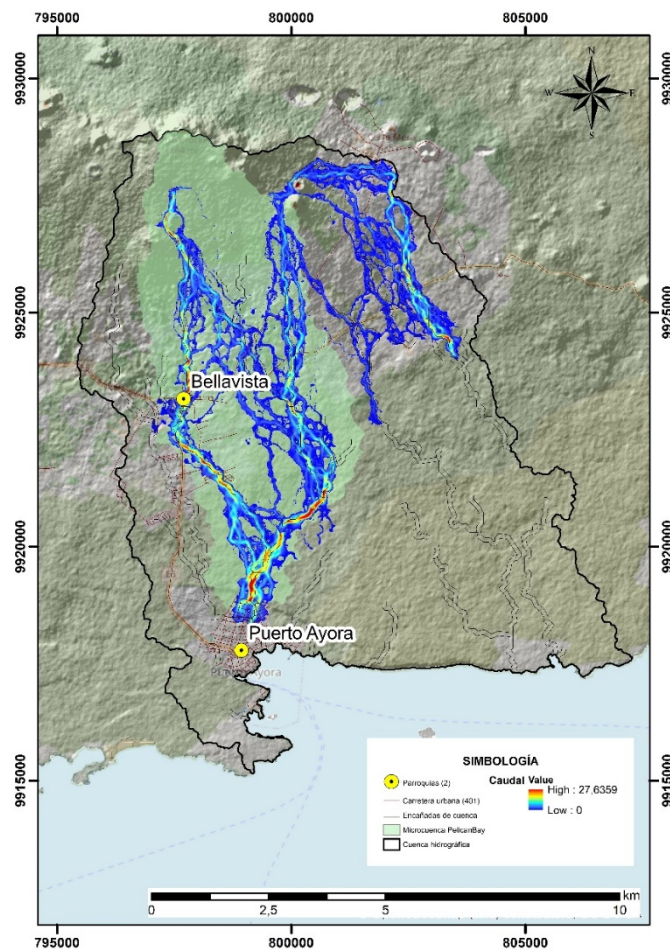 795000 800000 805000
9930000 9930000
N
W E
S
9925000 9925000
Bellavista
9920000 9920000
Puerto Ayora
Puerto Ayora
9915000 9915000
SIMBOLOGÍA
Parroquias (2)
Carretera urbana (401)
Encañadas de cuenca
Microcuenca PelicanBay
Cuenca hidrográfica
Caudal Value
High : 27,6359
Low : 0
km
0 2,5 5 10
795000 800000 805000